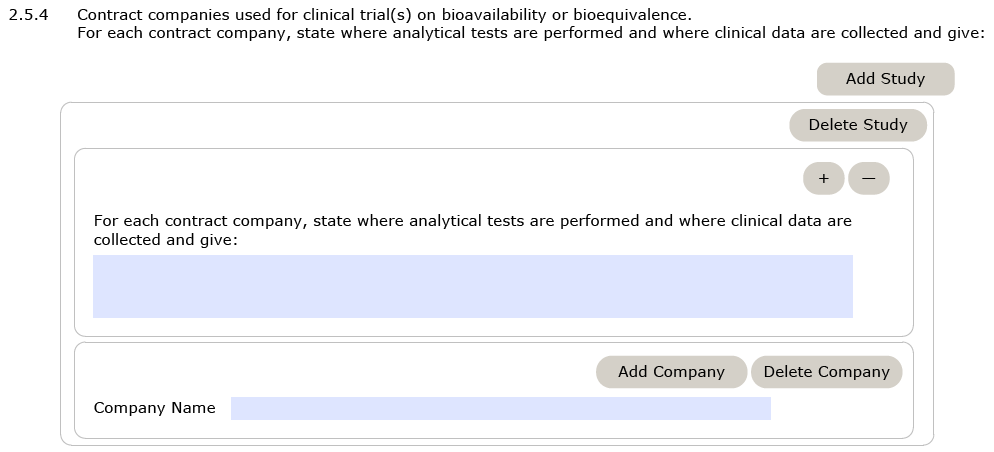 2.5.4 Contract companies used for clinical trial(s) on bioavailability or bioequivalence.
For each contract company, state where analytical tests are performed and where clinical data are collected and give:
Add Study
Delete Study
+ —
For each contract company, state where analytical tests are performed and where clinical data are
collected and give:
Add Company Delete Company
Company Name